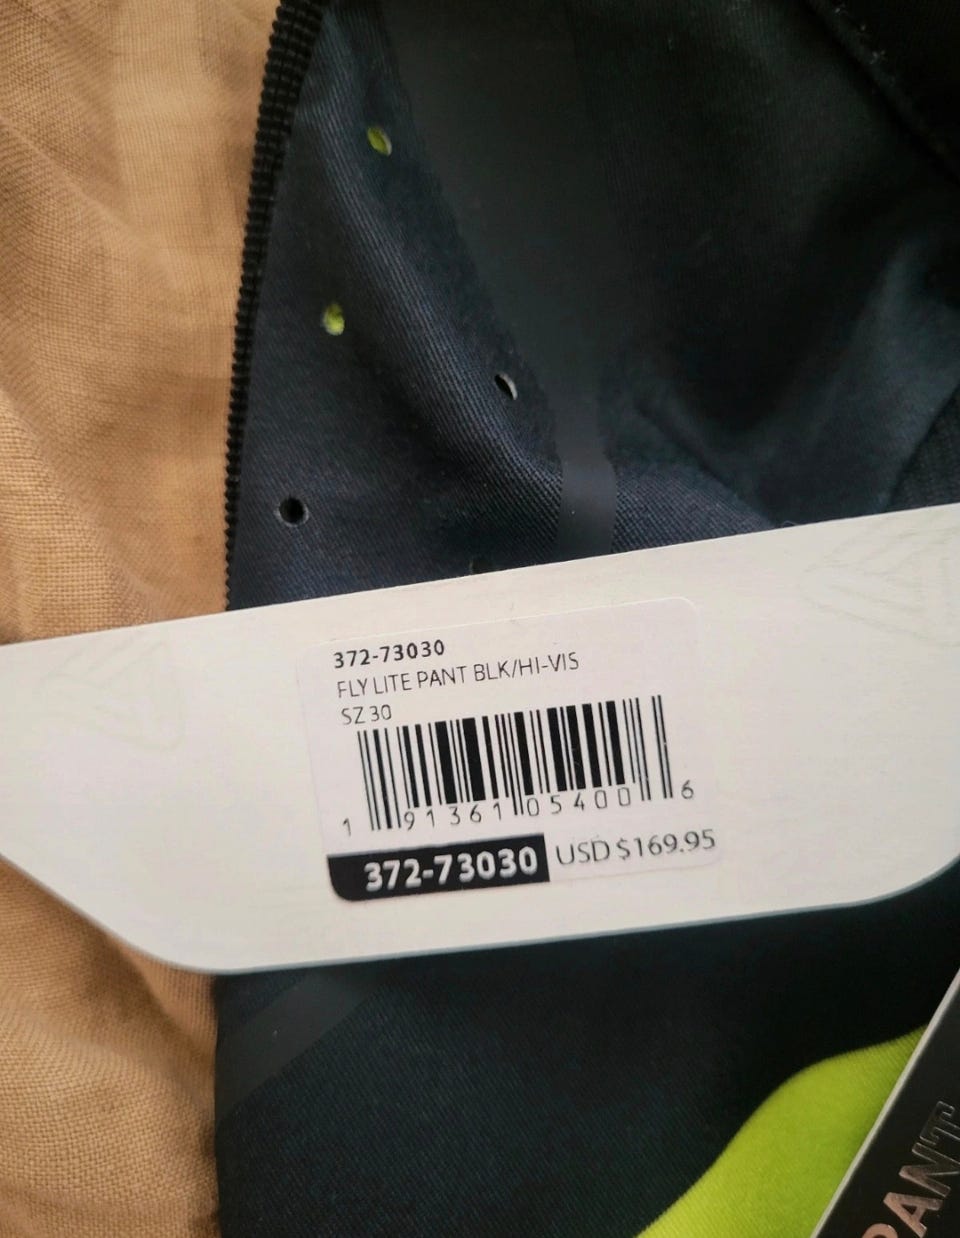 372-73030
FLY LITE PANT BLK/HI-VIS
SZ 30
1 91361 05400 6
372-73030 USD $169.95
PANT